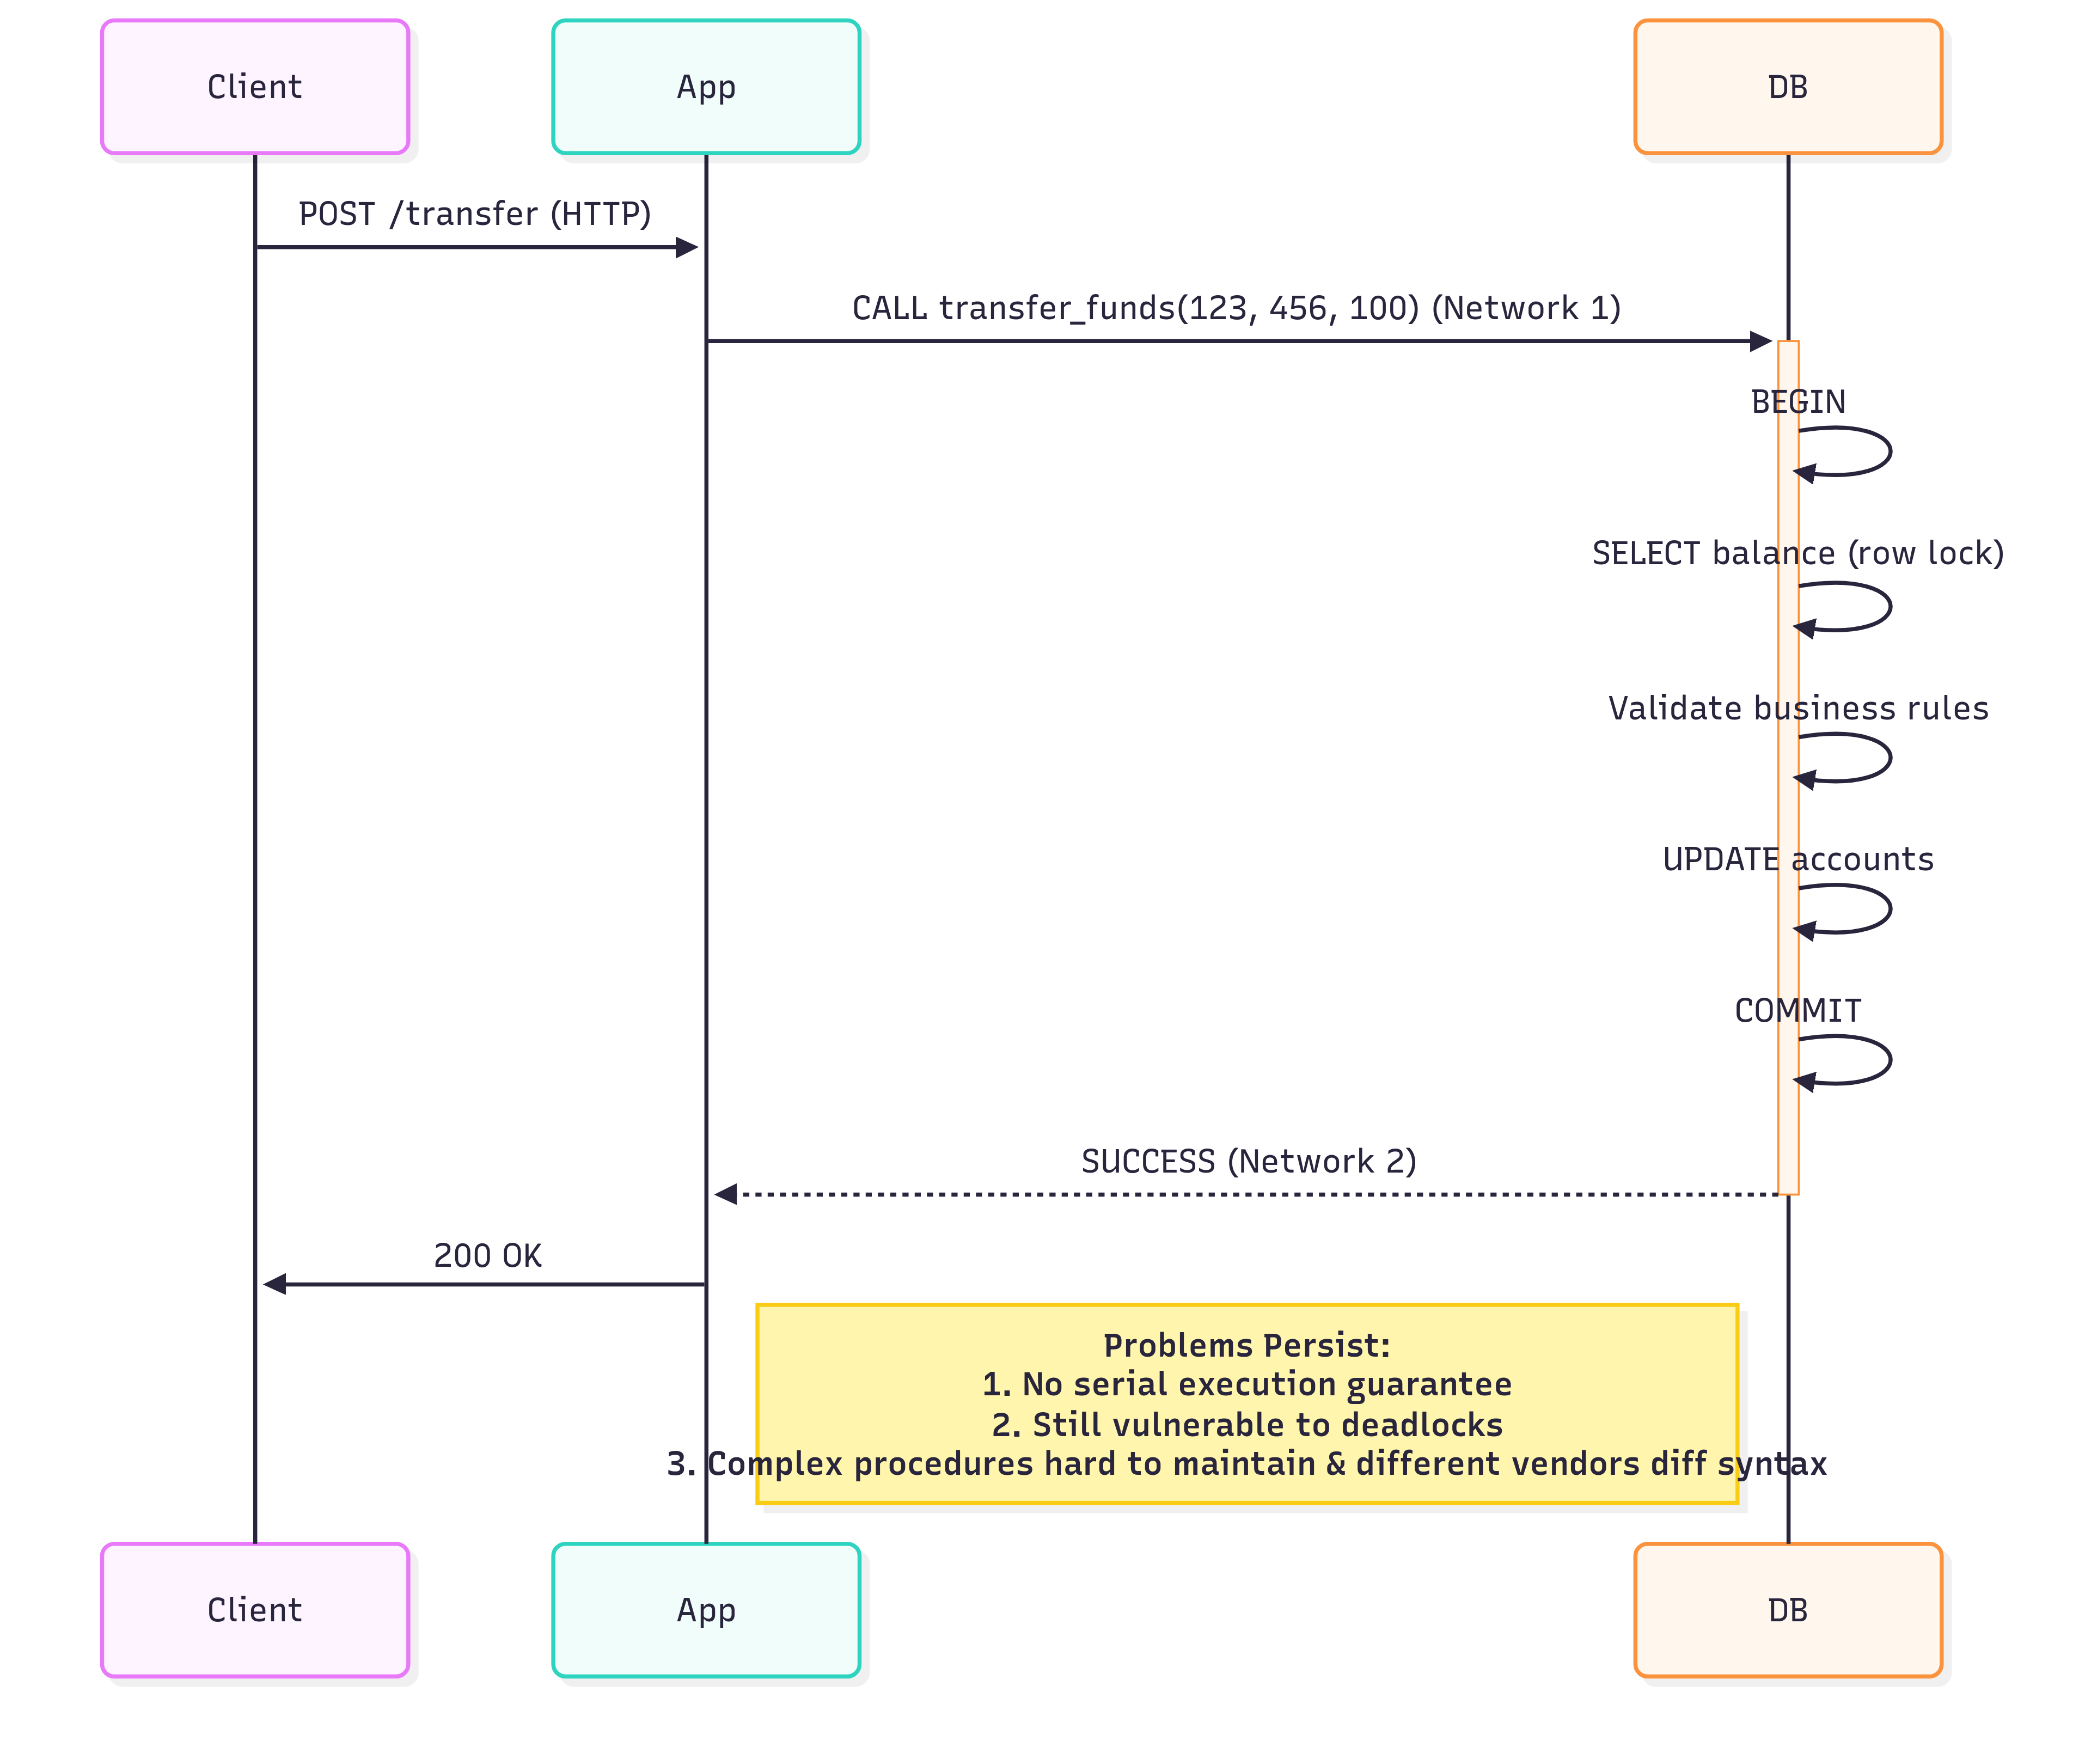 Client
App
DB
POST /transfer (HTTP)
CALL transfer_funds(123, 456, 100) (Network 1)
BEGIN
SELECT balance (row lock)
Validate business rules
UPDATE accounts
COMMIT
SUCCESS (Network 2)
200 OK
Problems Persist:
1. No serial execution guarantee
2. Still vulnerable to deadlocks
3. Complex procedures hard to maintain & different vendors diff syntax
Client
App
DB